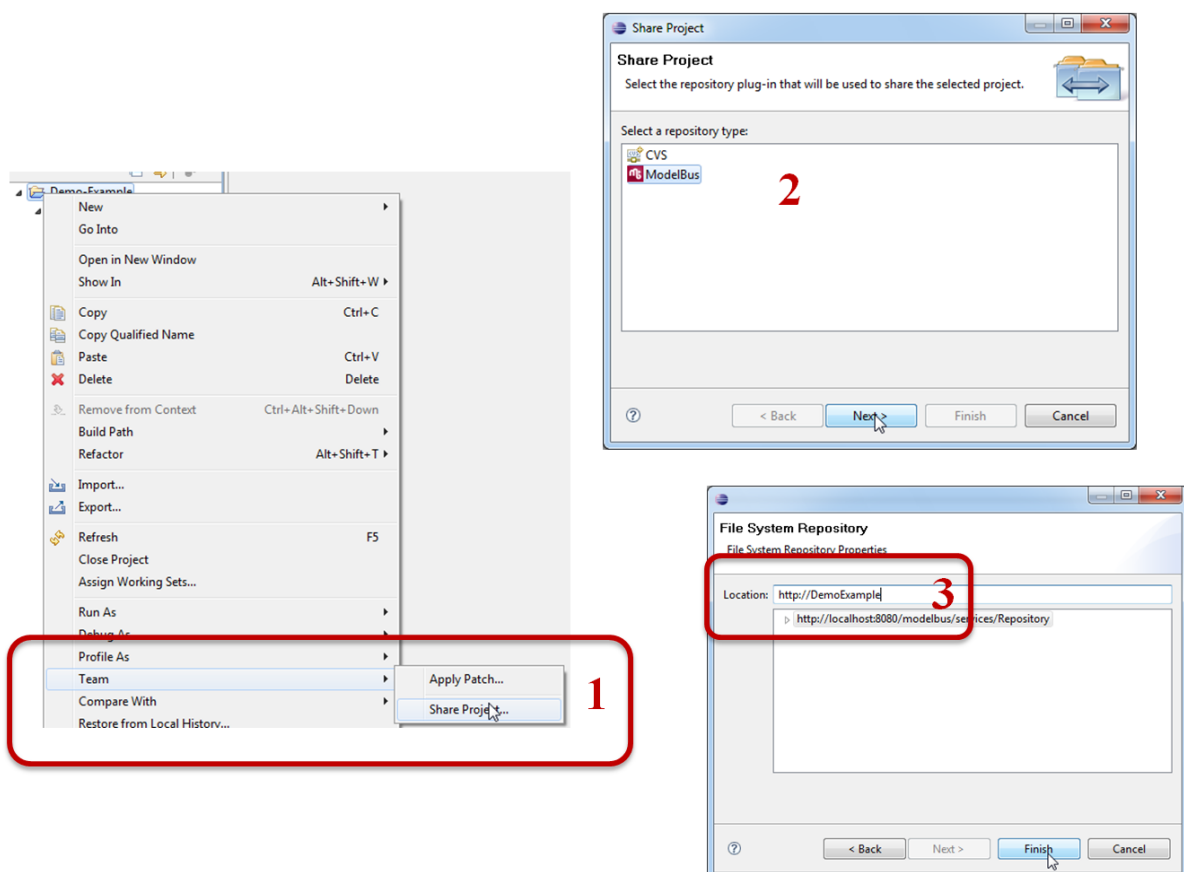 Demo-Example
New
Go Into
Open in New Window
Show In Alt+Shift+W
Copy Ctrl+C
Copy Qualified Name
Paste Ctrl+V
Delete Delete
Remove from Context Ctrl+Alt+Shift+Down
Build Path
Refactor Alt+Shift+T
Import...
Export...
Refresh F5
Close Project
Assign Working Sets...
Run As
Debug As
Profile As
Team
Compare With
Restore from Local History...
Apply Patch...
Share Project...
1
Share Project
Share Project
Select the repository plug-in that will be used to share the selected project.
Select a repository type:
CVS
ModelBus
2
< Back Next > Finish Cancel
File System Repository
File System Repository Properties
Location: http://DemoExample
3
http://localhost:8080/modelbus/services/Repository
< Back Next > Finish Cancel